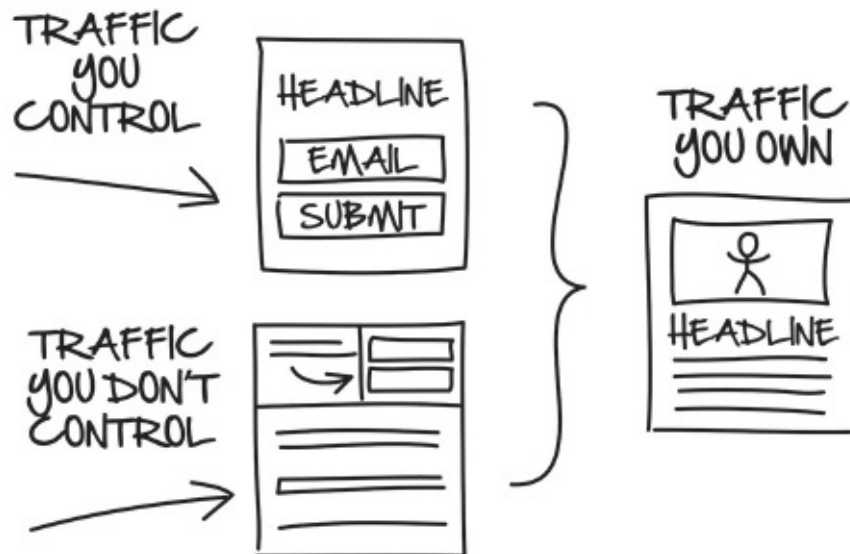 TRAFFIC
YOU
CONTROL
HEADLINE
EMAIL
SUBMIT
TRAFFIC
YOU DON'T
CONTROL
TRAFFIC
YOU OWN
HEADLINE